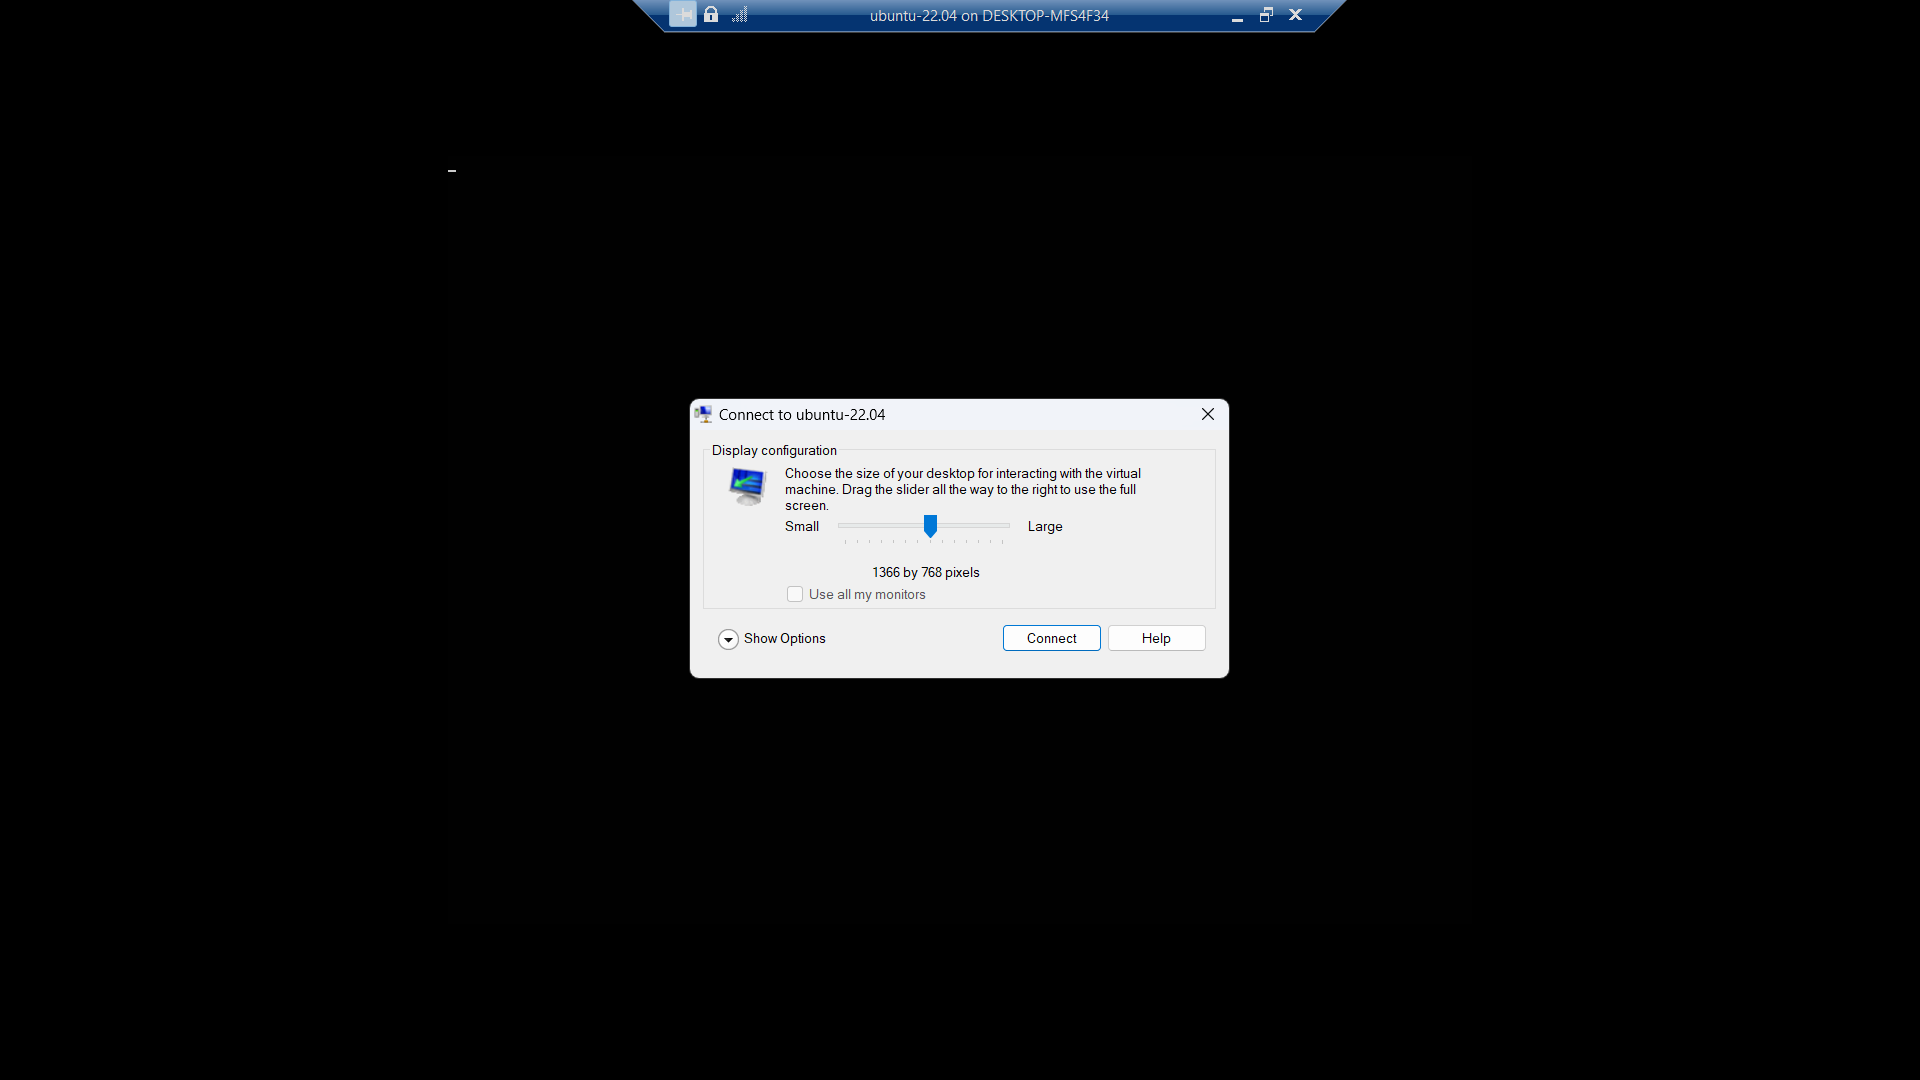 ubuntu-22.04 on DESKTOP-MFS4F34
Connect to ubuntu-22.04
Display configuration
Choose the size of your desktop for interacting with the virtual
machine. Drag the slider all the way to the right to use the full
screen.
Small Large
1366 by 768 pixels
Use all my monitors
Show Options Connect Help